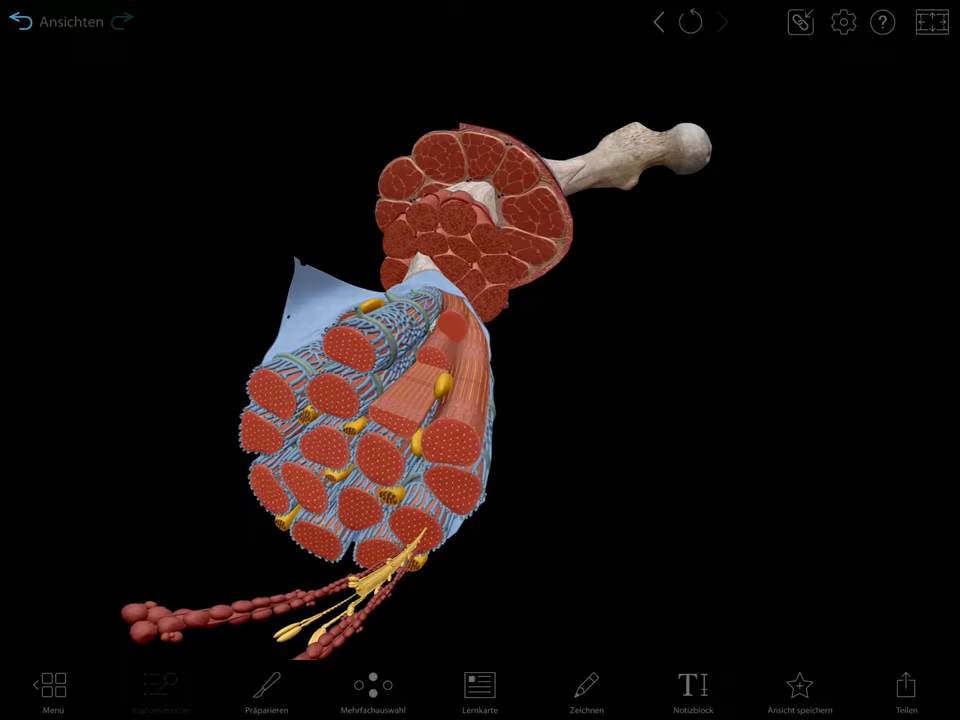 Ansichten
Menü
Präparieren
Mehrfachauswahl
Lernkarte
Zeichnen
Notizblock
Ansicht speichern
Teilen